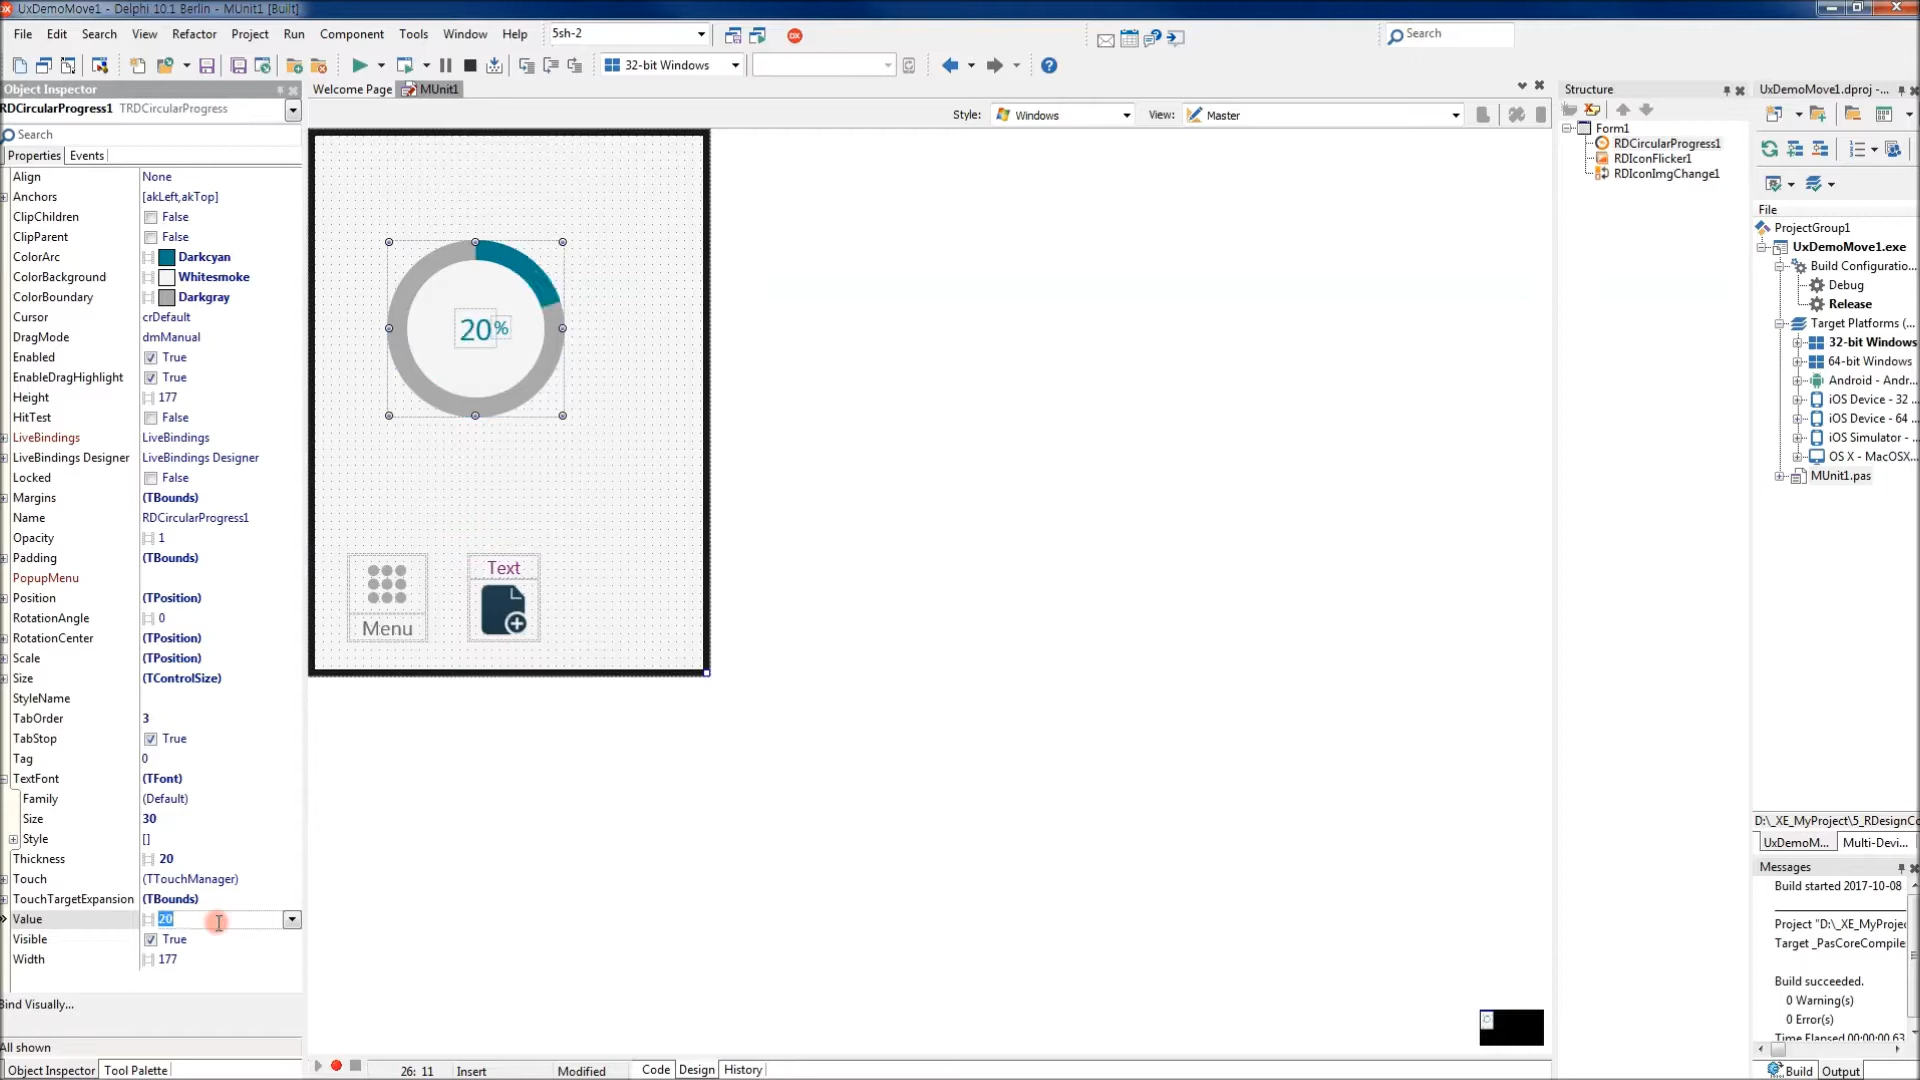 UxDemoMove1 - Delphi 10.1 Berlin - MUnit1 [Built]
File Edit Search View Refactor Project Run Component Tools Window Help 5sh-2 Search
32-bit Windows
Object Inspector
RDCircularProgress1 TRDCircularProgress
Search
Properties Events
Align None
Anchors [akLeft,akTop]
ClipChildren False
ClipParent False
ColorArc Darkcyan
ColorBackground Whitesmoke
ColorBoundary Darkgray
Cursor crDefault
DragMode dmManual
Enabled True
EnableDragHighlight True
Height 177
HitTest False
LiveBindings LiveBindings
LiveBindings Designer LiveBindings Designer
Locked False
Margins (TBounds)
Name RDCircularProgress1
Opacity 1
Padding (TBounds)
PopupMenu
Position (TPosition)
RotationAngle 0
RotationCenter (TPosition)
Scale (TPosition)
Size (TControlSize)
StyleName
TabOrder 3
TabStop True
Tag 0
TextFont (TFont)
Family (Default)
Size 30
Style []
Thickness 20
Touch (TTouchManager)
TouchTargetExpansion (TBounds)
Value 20
Visible True
Width 177
Bind Visually...
All shown
Object Inspector Tool Palette
Welcome Page MUnit1
Style: Windows View: Master
20%
Text
Menu
26: 11 Insert Modified Code Design History
Structure
Form1
RDCircularProgress1
RDIconFlicker1
RDIconImgChange1
UxDemoMove1.dproj -...
File
ProjectGroup1
UxDemoMove1.exe
Build Configuratio...
Debug
Release
Target Platforms (...
32-bit Windows
64-bit Windows
Android - Andr...
iOS Device - 32 ...
iOS Device - 64 ...
iOS Simulator - ...
OS X - MacOSX...
MUnit1.pas
D:\_XE_MyProject\5_RDesignCo
UxDemoM... Multi-Devi...
Messages
Build started 2017-10-08
Project "D:\_XE_MyProjec
Target _PasCoreCompile
Build succeeded.
0 Warning(s)
0 Error(s)
Time Elapsed 00:00:00.63
Build Output